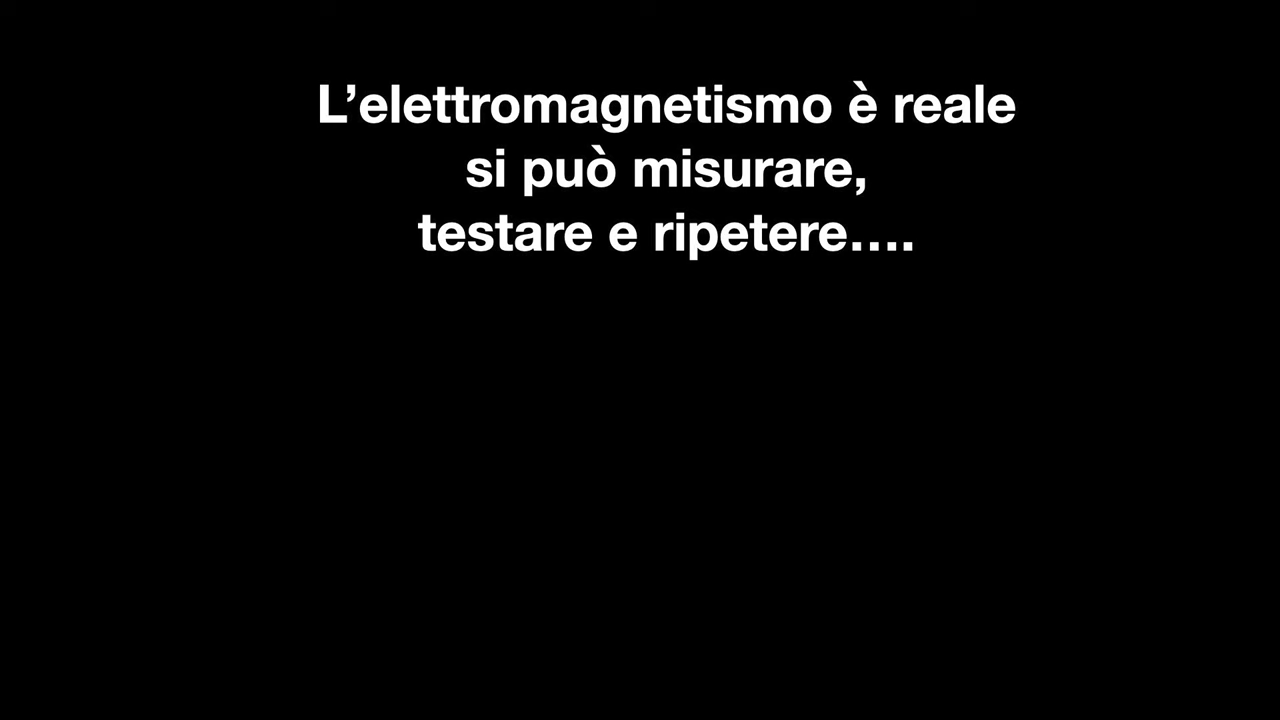 L’elettromagnetismo è reale
si può misurare,
testare e ripetere….